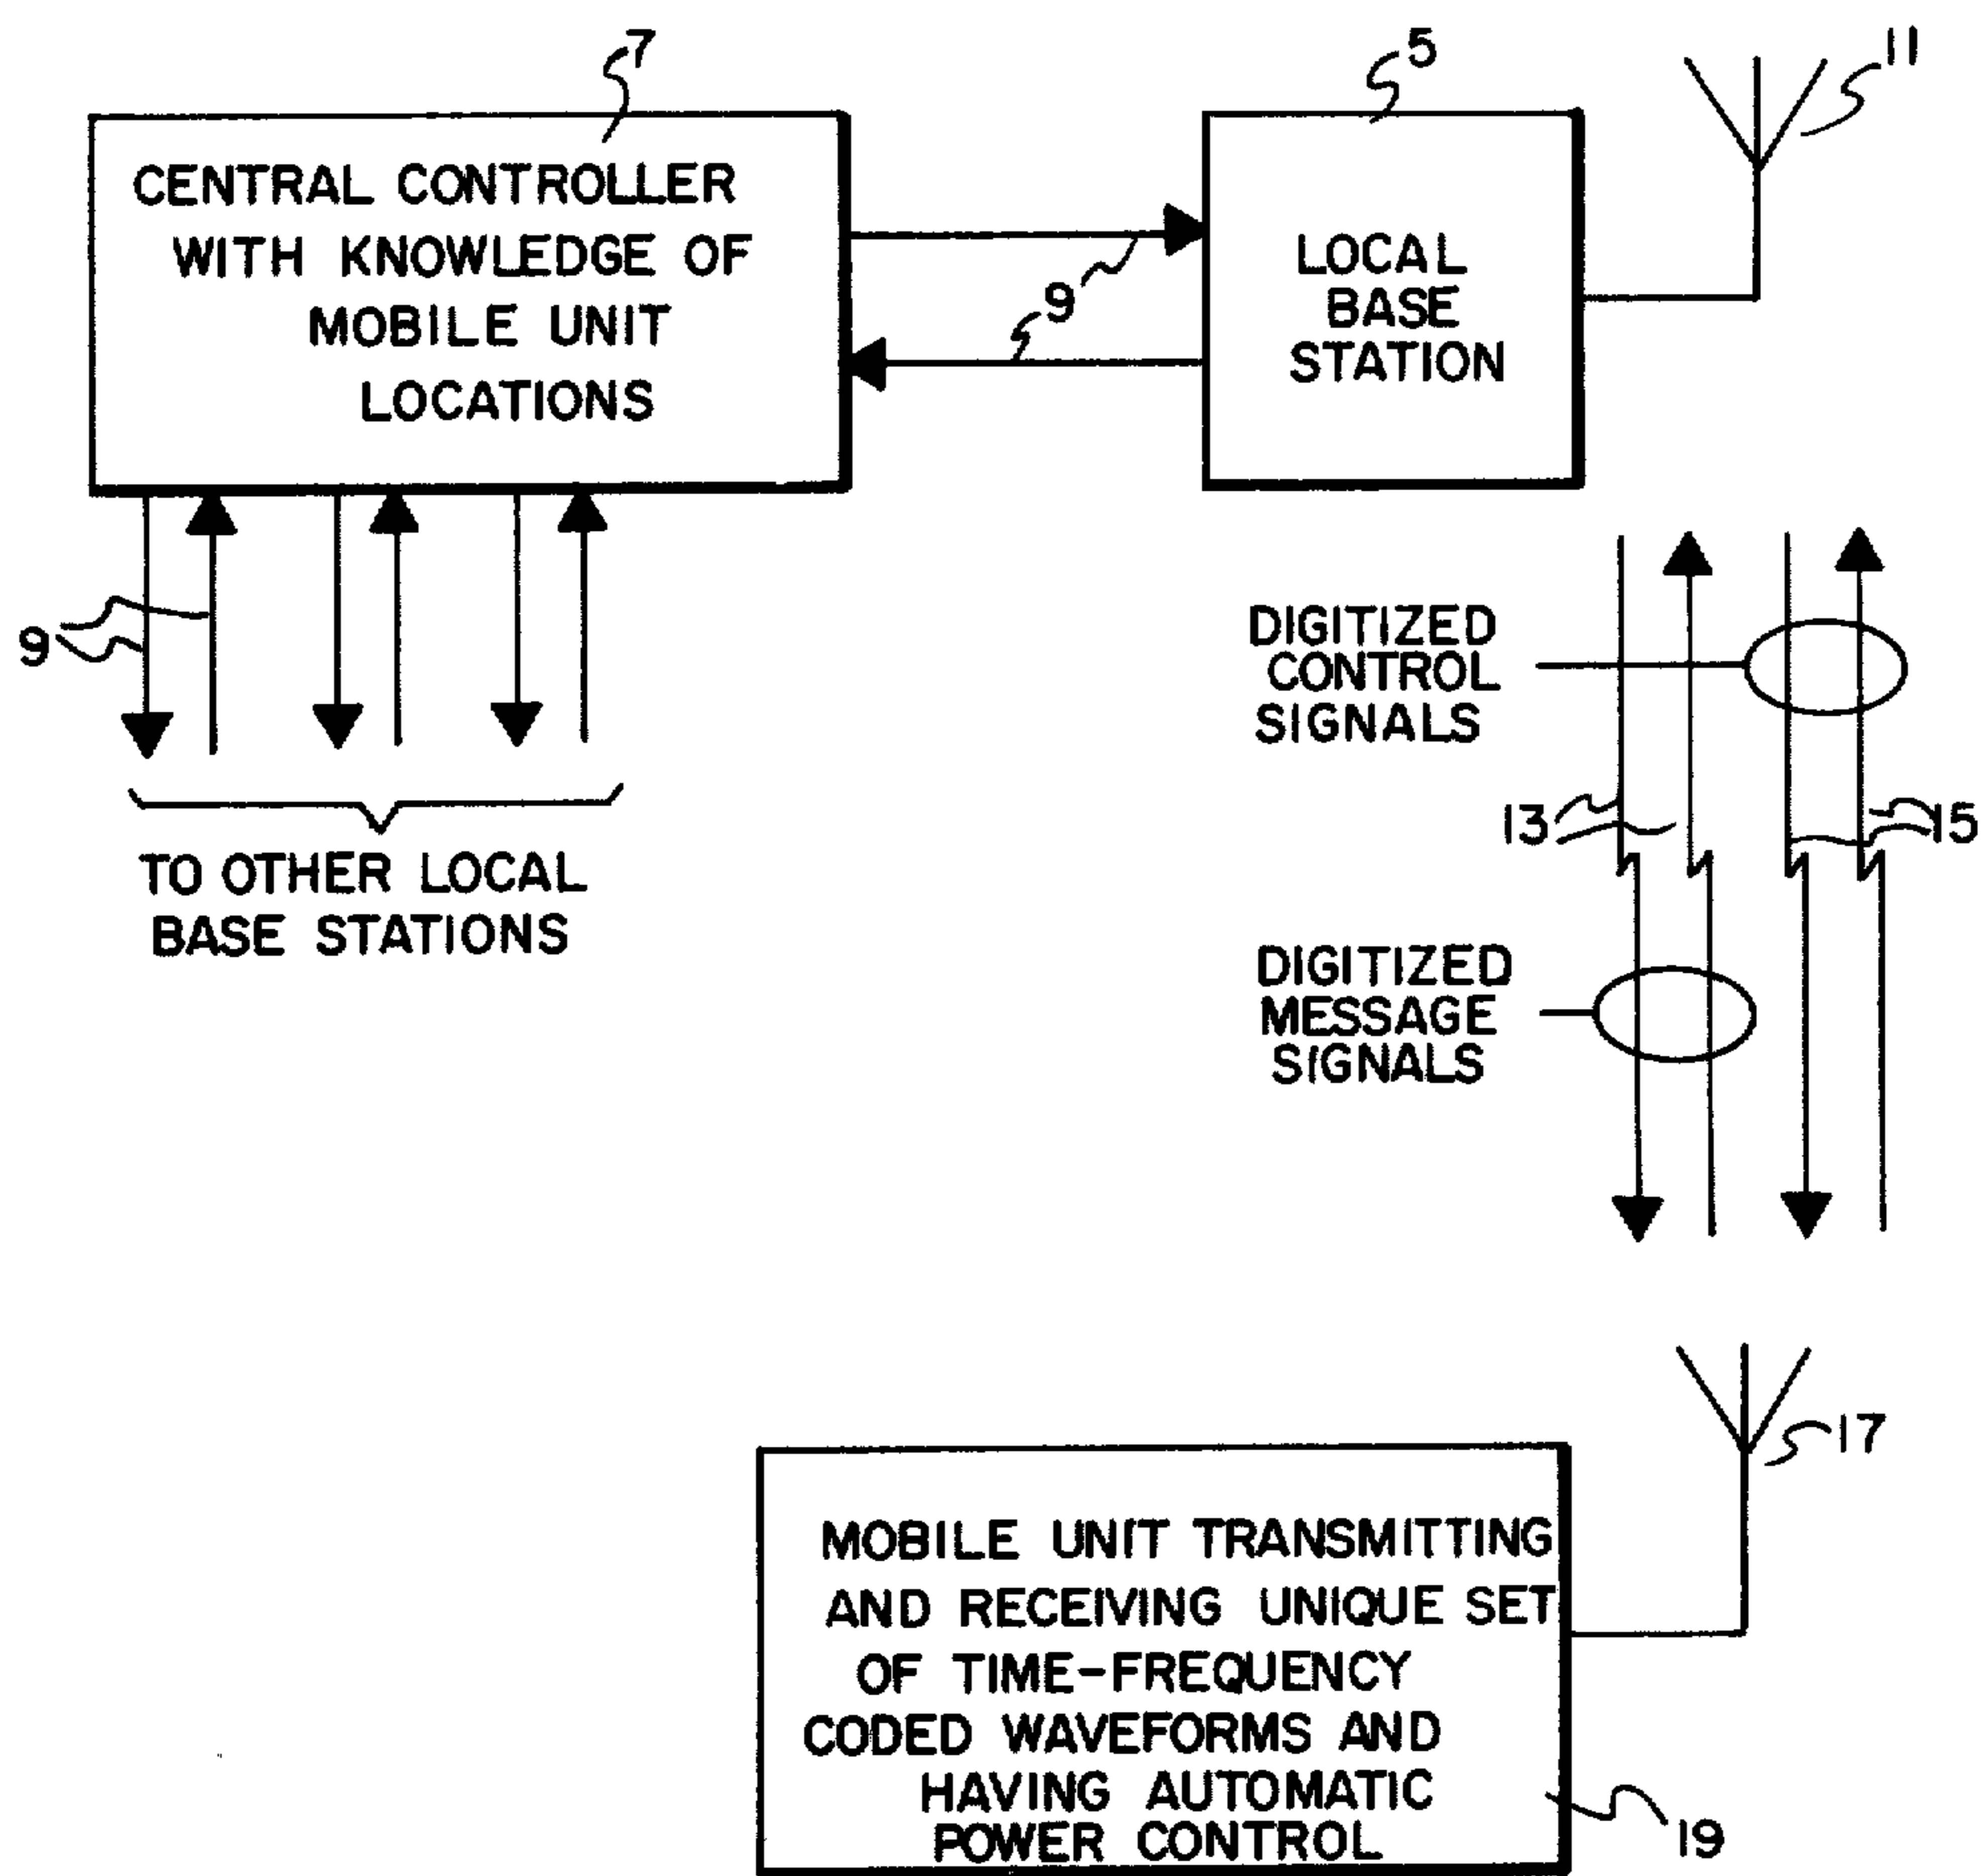 7
5
11
CENTRAL CONTROLLER
WITH KNOWLEDGE OF
MOBILE UNIT
LOCATIONS
9
LOCAL
BASE
STATION
9
TO OTHER LOCAL
BASE STATIONS
DIGITIZED
CONTROL
SIGNALS
13
15
DIGITIZED
MESSAGE
SIGNALS
17
MOBILE UNIT TRANSMITTING
AND RECEIVING UNIQUE SET
OF TIME-FREQUENCY
CODED WAVEFORMS AND
HAVING AUTOMATIC
POWER CONTROL
19